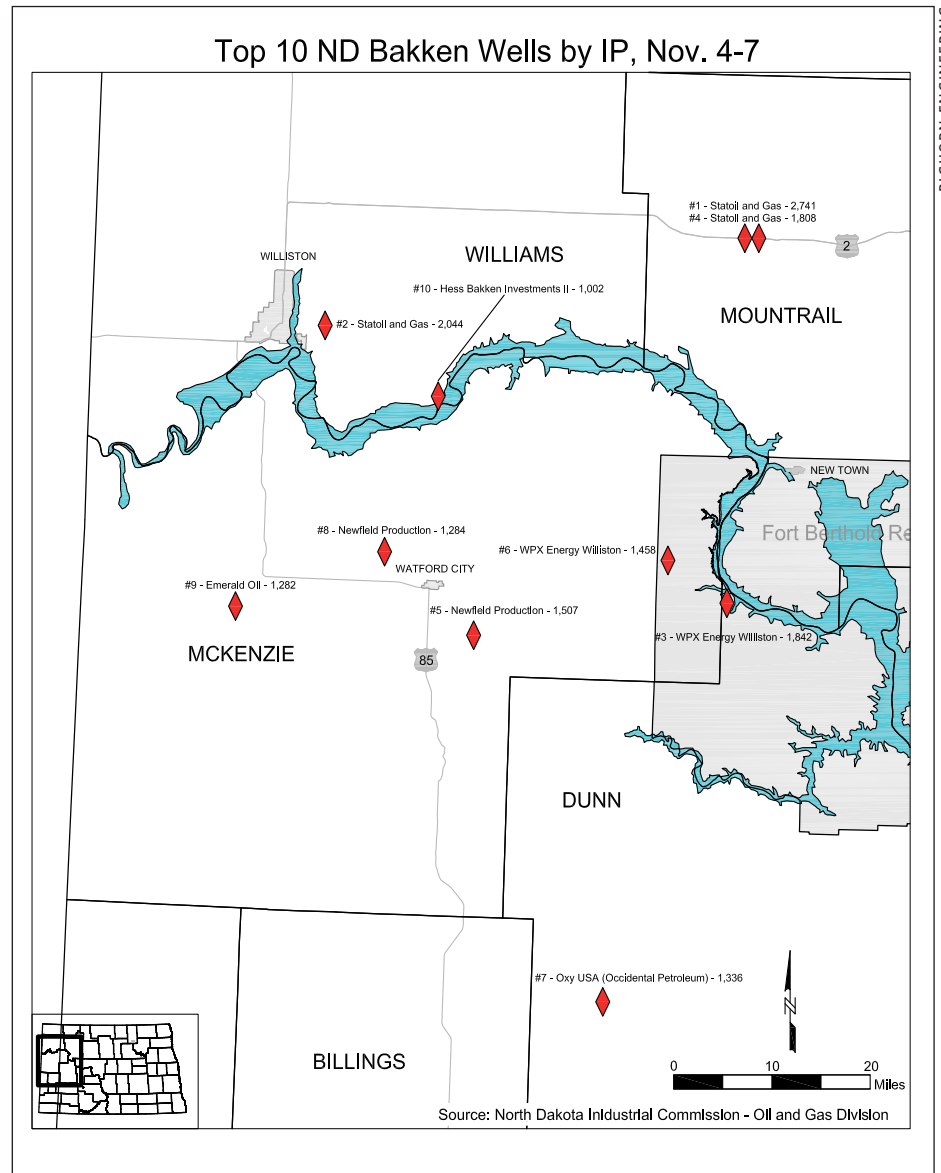 Top 10 ND Bakken Wells by IP, Nov. 4-7
#1 - Statoil and Gas - 2,741
#4 - Statoil and Gas - 1,808
2
WILLIAMS
WILLISTON
#10 - Hess Bakken Investments II - 1,002
MOUNTRAIL
#2 - Statoil and Gas - 2,044
NEW TOWN
#8 - Newfield Production - 1,284
#6 - WPX Energy Williston - 1,458
Fort Berthold Re
WATFORD CITY
#9 - Emerald Oil - 1,282
#5 - Newfield Production - 1,507
#3 - WPX Energy Williston - 1,842
MCKENZIE
85
DUNN
#7 - Oxy USA (Occidental Petroleum) - 1,336
N
BILLINGS
0 10 20
Miles
Source: North Dakota Inidustrial Commission - Oil and Gas Division